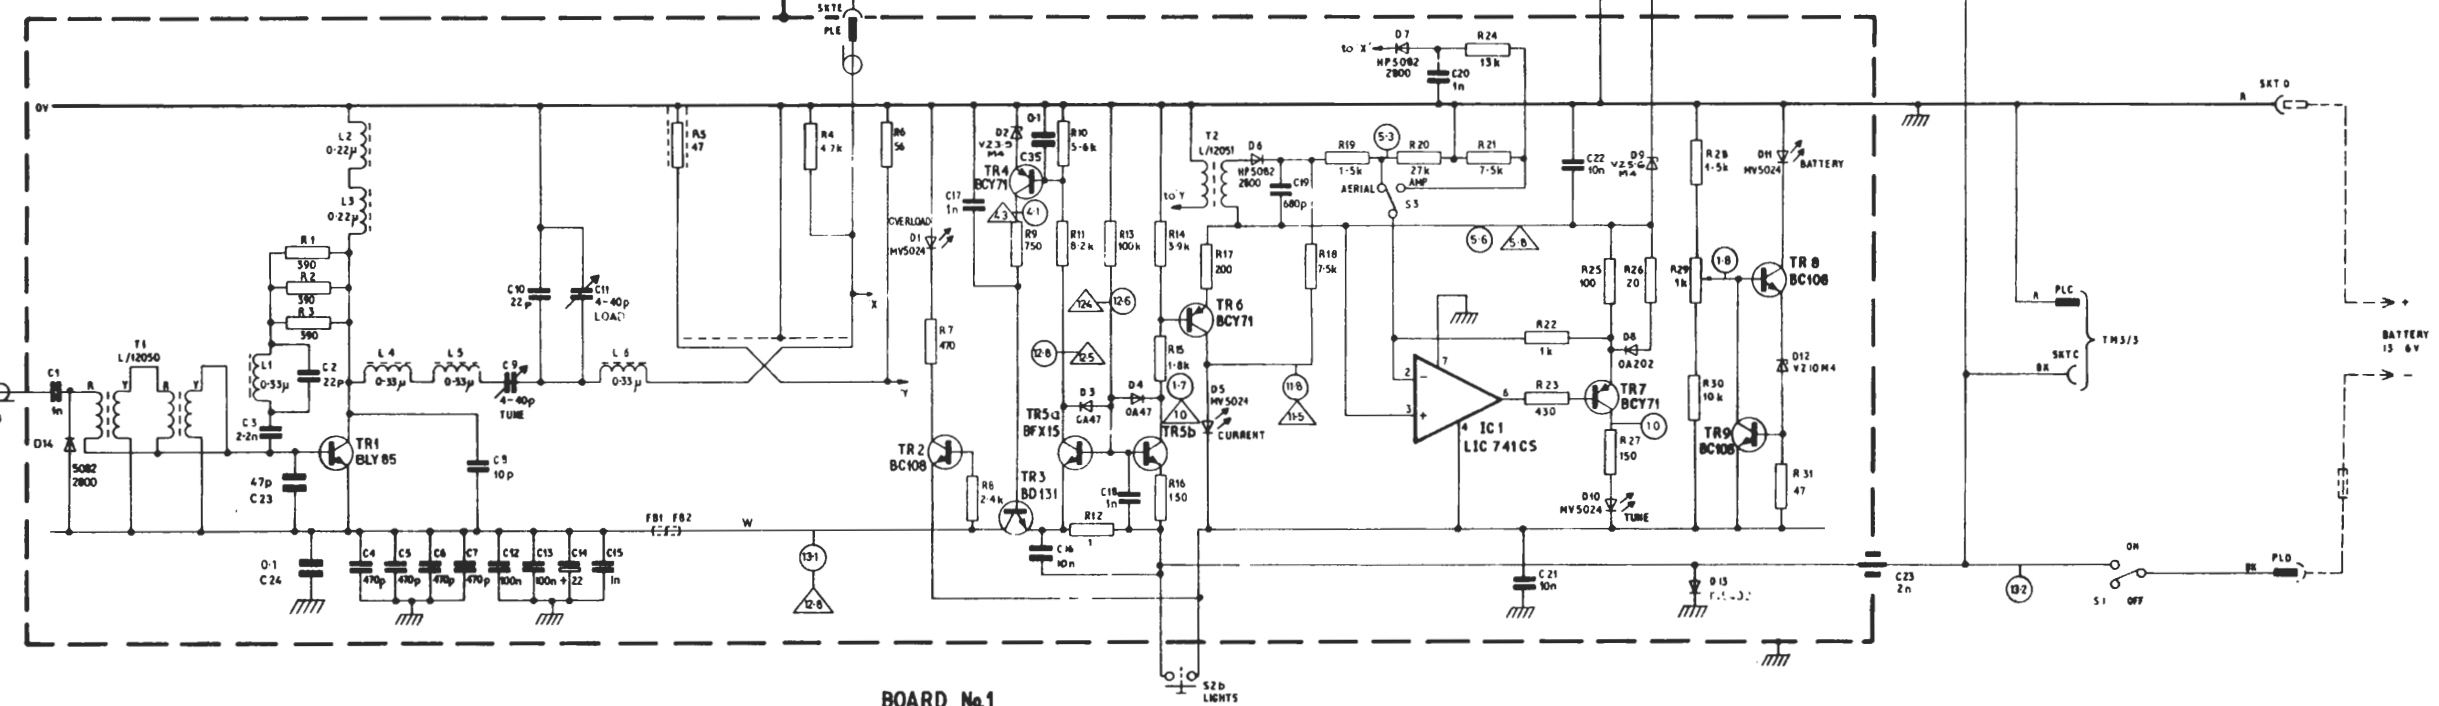 SKTE
PLE
0V
L2
0·22µ
L3
0·22µ
R1
390
R2
390
R3
390
T1
L/12050
C1
1n
R
Y
R
Y
D14
5082
2800
L1
0·33µ
C2
22p
C3
2·2n
47p
C23
TR1
BLY85
L4
0·33µ
L5
0·33µ
C9
4-40p
TUNE
C10
22p
C11
4-40p
LOAD
L6
0·33µ
10p
0·1
C24
C4
470p
C5
470p
C6
470p
C7
470p
C12
100n
C13
100n
C14
+ 22
C15
1n
FB1 FB2
W
13·1
12·8
R5
47
R4
4·7k
R6
56
X
Y
OVERLOAD
D1
MV5024
R7
470
TR2
BC108
R8
2·4k
C17
1n
D2
VZ3·5
M4
0·1
C35
R10
5·6k
TR4
BCY71
4·3
4·1
R9
750
R11
8·2k
R13
100k
R14
3·9k
12·4
12·6
12·8
12·5
D3
OA47
D4
OA47
R15
1·8k
1·7
1·0
TR5a
BFX15
TR5b
TR3
BD131
C18
1n
R16
150
R12
1
C16
10n
T2
L/12051
to Y
D6
HP5082
2800
C19
680p
R17
200
R18
7·5k
TR6
BCY71
D5
MV5024
CURRENT
11·8
11·5
to X
D7
HP5082
2800
R24
13k
C20
1n
R19
1·5k
5·3
R20
27k
R21
7·5k
AERIAL
AMP
S3
5·6
5·8
C22
10n
D9
VZ5·6
M4
R25
100
R26
20
R22
1k
D8
OA202
2
3
7
4
6
IC1
LIC 741CS
R23
430
TR7
BCY71
1·0
R27
150
D10
MV5024
TUNE
R28
1·5k
D11
MV5024
BATTERY
R29
1k
1·8
TR8
BC108
D12
VZ10M4
R30
10k
TR9
BC108
R31
47
C21
10n
D13
C23
2n
S2b
LIGHTS
BOARD No.1
R
SKT D
R
PLC
SKTC
BK
TM3/3
+
BATTERY
13·6V
-
13·2
ON
S1
OFF
BK
PLD